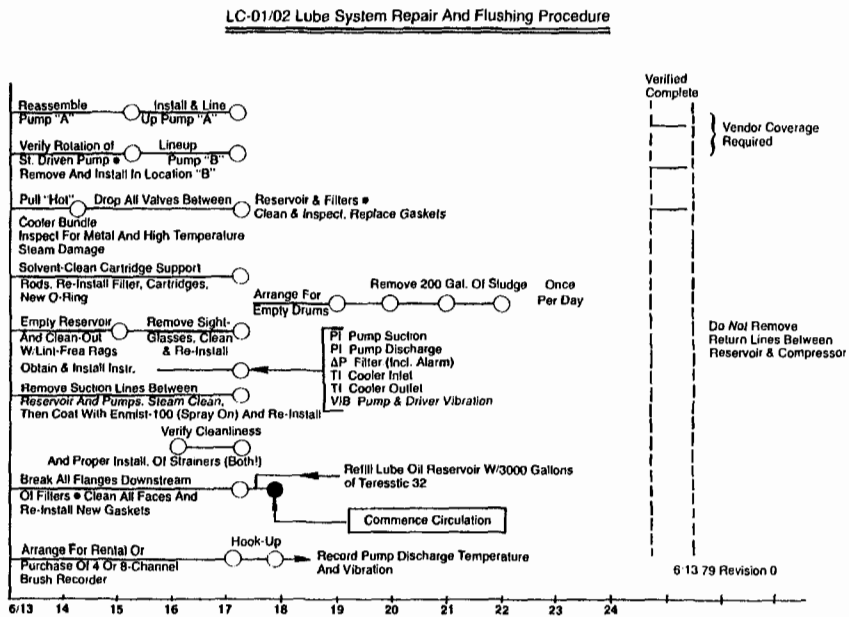 LC-01/02 Lube System Repair And Flushing Procedure
Verified
Complete
Reassemble
Pump "A"
Install & Line
Up Pump "A"
Vendor Coverage
Required
Verify Rotation of
St. Driven Pump •
Remove And Install In Location "B"
Lineup
Pump "B"
Pull "Hot"
Cooler Bundle
Inspect For Metal And High Temperature
Steam Damage
Drop All Valves Between
Reservoir & Filters •
Clean & Inspect, Replace Gaskets
Solvent-Clean Cartridge Support
Rods. Re-Install Filter, Cartridges,
New O-Ring
Arrange For
Empty Drums
Remove 200 Gal. Of Sludge
Once
Per Day
Empty Reservoir
And Clean-Out
W/Lint-Free Rags
Remove Sight-
Glasses, Clean
& Re-Install
PI Pump Suction
PI Pump Discharge
ΔP Filter (Incl. Alarm)
TI Cooler Inlet
TI Cooler Outlet
VIB Pump & Driver Vibration
Do Not Remove
Return Lines Between
Reservoir & Compressor
Obtain & Install Instr.
Remove Suction Lines Between
Reservoir And Pumps. Steam Clean,
Then Coat With Enmist-100 (Spray On) And Re-Install
Verify Cleanliness
And Proper Install. Of Strainers (Both!)
Break All Flanges Downstream
Of Filters • Clean All Faces And
Re-Install New Gaskets
Refill Lube Oil Reservoir W/3000 Gallons
of Teresstic 32
Commence Circulation
Arrange For Rental Or
Purchase Of 4 Or 8-Channel
Brush Recorder
Hook-Up
Record Pump Discharge Temperature
And Vibration
6 13 79 Revision 0
6/13 14 15 16 17 18 19 20 21 22 23 24